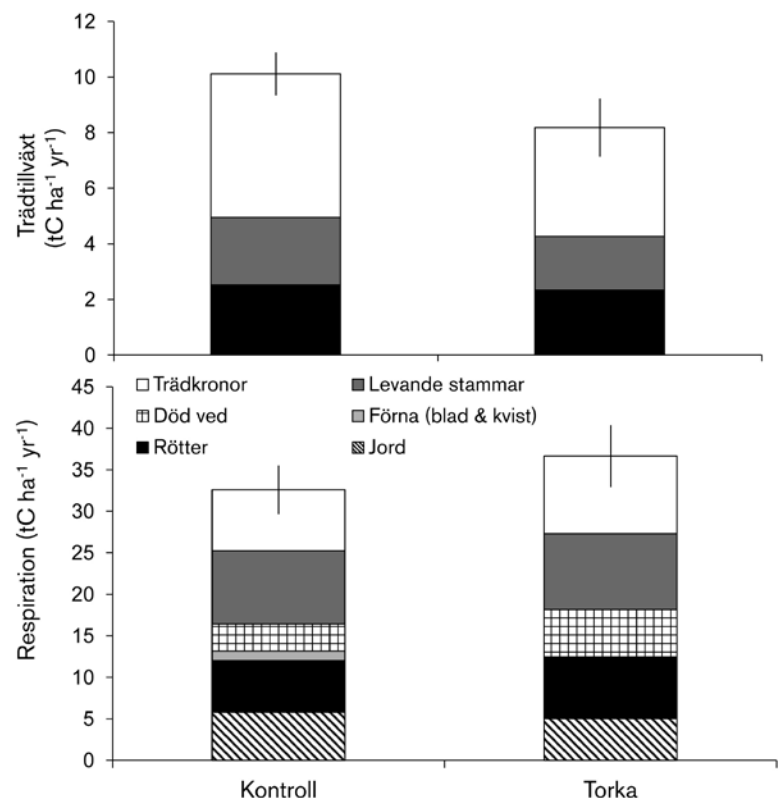 12
10
8
6
4
2
0
Trädtillväxt
(tC ha⁻¹ yr⁻¹)
45
40
35
30
25
20
15
10
5
0
Respiration (tC ha⁻¹ yr⁻¹)
Trädkronor
Levande stammar
Död ved
Förna (blad & kvist)
Rötter
Jord
Kontroll
Torka